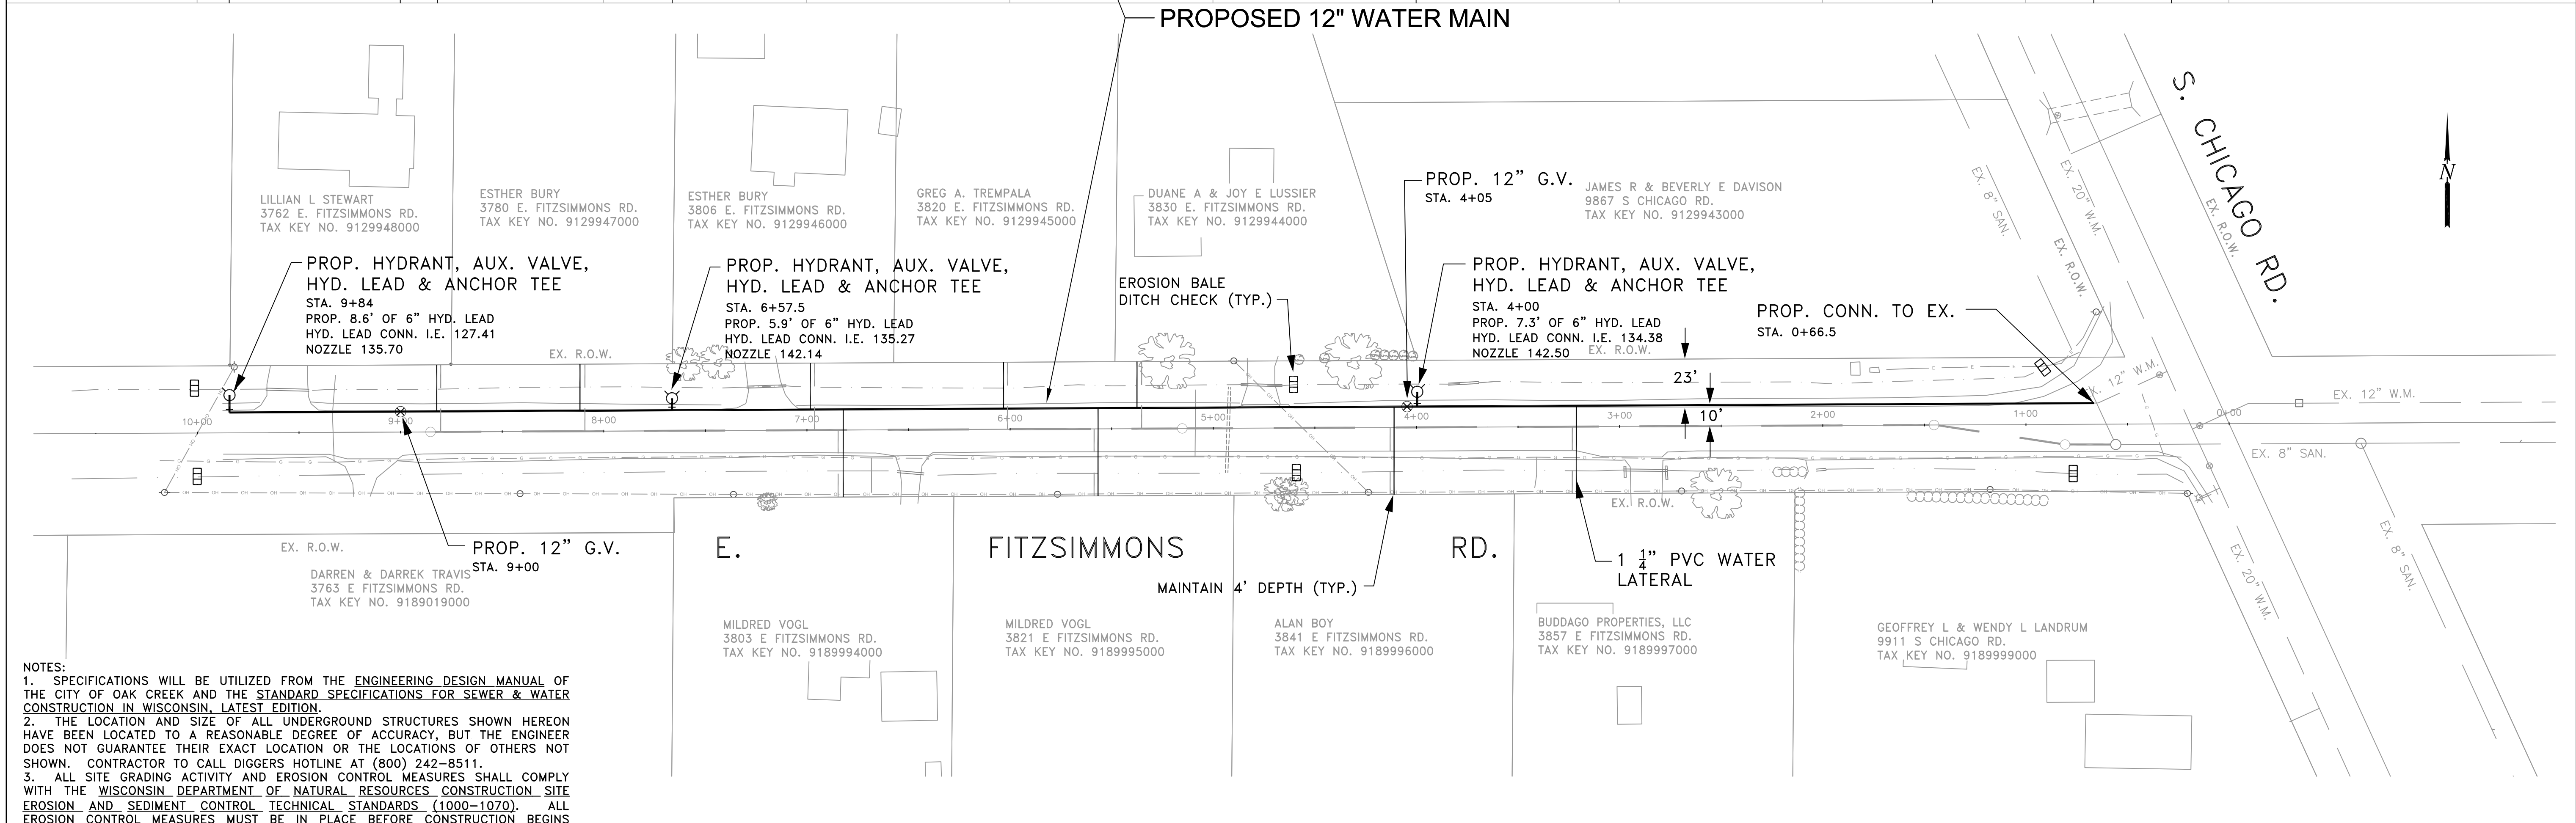 PROPOSED 12" WATER MAIN
S. CHICAGO RD.
EX. R.O.W.
N
EX. 8" SAN.
EX. 20" W.M.
EX. R.O.W.
LILLIAN L STEWART
3762 E. FITZSIMMONS RD.
TAX KEY NO. 9129948000
ESTHER BURY
3780 E. FITZSIMMONS RD.
TAX KEY NO. 9129947000
ESTHER BURY
3806 E. FITZSIMMONS RD.
TAX KEY NO. 9129946000
GREG A. TREMPALA
3820 E. FITZSIMMONS RD.
TAX KEY NO. 9129945000
DUANE A & JOY E LUSSIER
3830 E. FITZSIMMONS RD.
TAX KEY NO. 9129944000
PROP. 12" G.V.
STA. 4+05
JAMES R & BEVERLY E DAVISON
9867 S CHICAGO RD.
TAX KEY NO. 9129943000
PROP. HYDRANT, AUX. VALVE,
HYD. LEAD & ANCHOR TEE
STA. 9+84
PROP. 8.6' OF 6" HYD. LEAD
HYD. LEAD CONN. I.E. 127.41
NOZZLE 135.70
EX. R.O.W.
PROP. HYDRANT, AUX. VALVE,
HYD. LEAD & ANCHOR TEE
STA. 6+57.5
PROP. 5.9' OF 6" HYD. LEAD
HYD. LEAD CONN. I.E. 135.27
NOZZLE 142.14
EROSION BALE
DITCH CHECK (TYP.)
PROP. HYDRANT, AUX. VALVE,
HYD. LEAD & ANCHOR TEE
STA. 4+00
PROP. 7.3' OF 6" HYD. LEAD
HYD. LEAD CONN. I.E. 134.38
NOZZLE 142.50
EX. R.O.W.
PROP. CONN. TO EX.
STA. 0+66.5
23'
10'
EX. 12" W.M.
EX. 12" W.M.
10+00 9+00 8+00 7+00 6+00 5+00 4+00 3+00 2+00 1+00 0+00
EX. 8" SAN.
EX. R.O.W.
PROP. 12" G.V.
STA. 9+00
E. FITZSIMMONS RD.
EX. R.O.W.
DARREN & DARREK TRAVIS
3763 E FITZSIMMONS RD.
TAX KEY NO. 9189019000
MAINTAIN 4' DEPTH (TYP.)
1 1/4" PVC WATER
LATERAL
EX. 20" W.M.
EX. 8" SAN.
MILDRED VOGL
3803 E FITZSIMMONS RD.
TAX KEY NO. 9189994000
MILDRED VOGL
3821 E FITZSIMMONS RD.
TAX KEY NO. 9189995000
ALAN BOY
3841 E FITZSIMMONS RD.
TAX KEY NO. 9189996000
BUDDAGO PROPERTIES, LLC
3857 E FITZSIMMONS RD.
TAX KEY NO. 9189997000
GEOFFREY L & WENDY L LANDRUM
9911 S CHICAGO RD.
TAX KEY NO. 9189999000
NOTES:
1. SPECIFICATIONS WILL BE UTILIZED FROM THE ENGINEERING DESIGN MANUAL OF
THE CITY OF OAK CREEK AND THE STANDARD SPECIFICATIONS FOR SEWER & WATER
CONSTRUCTION IN WISCONSIN, LATEST EDITION.
2. THE LOCATION AND SIZE OF ALL UNDERGROUND STRUCTURES SHOWN HEREON
HAVE BEEN LOCATED TO A REASONABLE DEGREE OF ACCURACY, BUT THE ENGINEER
DOES NOT GUARANTEE THEIR EXACT LOCATION OR THE LOCATIONS OF OTHERS NOT
SHOWN. CONTRACTOR TO CALL DIGGERS HOTLINE AT (800) 242-8511.
3. ALL SITE GRADING ACTIVITY AND EROSION CONTROL MEASURES SHALL COMPLY
WITH THE WISCONSIN DEPARTMENT OF NATURAL RESOURCES CONSTRUCTION SITE
EROSION AND SEDIMENT CONTROL TECHNICAL STANDARDS (1000-1070). ALL
EROSION CONTROL MEASURES MUST BE IN PLACE BEFORE CONSTRUCTION BEGINS